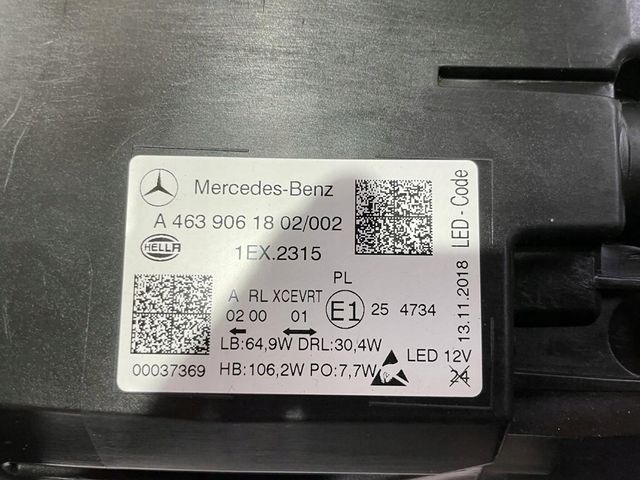 Mercedes-Benz
A 463 906 18 02/002
HELLA
1EX.2315
PL
A RL XCEVRT
02 00 01
E1
25 4734
LB:64,9W DRL:30,4W
HB:106,2W PO:7,7W
LED 12V
24
00037369
13.11.2018 LED - Code